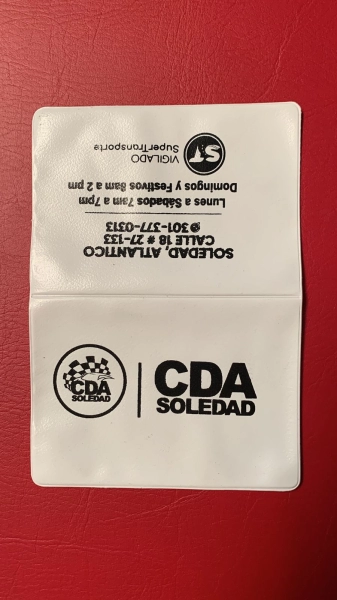 CDA
SOLEDAD
CDA
SOLEDAD
SOLEDAD, ATLANTICO
CALLE 18 # 27-133
301-377-0313
Lunes a Sábados 7am a 7pm
Domingos y Festivos 8am a 2 pm
ST
VIGILADO
SuperTransporte